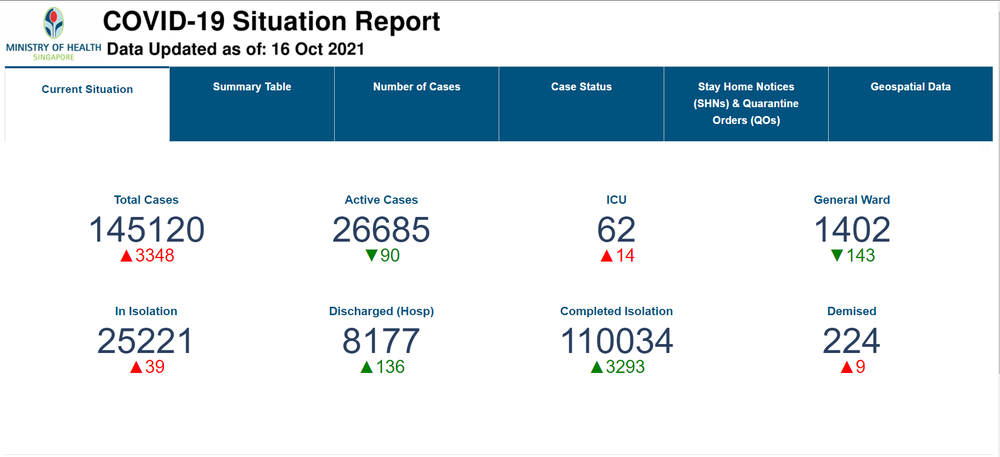 MINISTRY OF HEALTH
SINGAPORE
COVID-19 Situation Report
Data Updated as of: 16 Oct 2021
Current Situation
Summary Table
Number of Cases
Case Status
Stay Home Notices
(SHNs) & Quarantine
Orders (QOs)
Geospatial Data
Total Cases
145120
▲3348
Active Cases
26685
▼90
ICU
62
▲14
General Ward
1402
▼143
In Isolation
25221
▲39
Discharged (Hosp)
8177
▲136
Completed Isolation
110034
▲3293
Demised
224
▲9